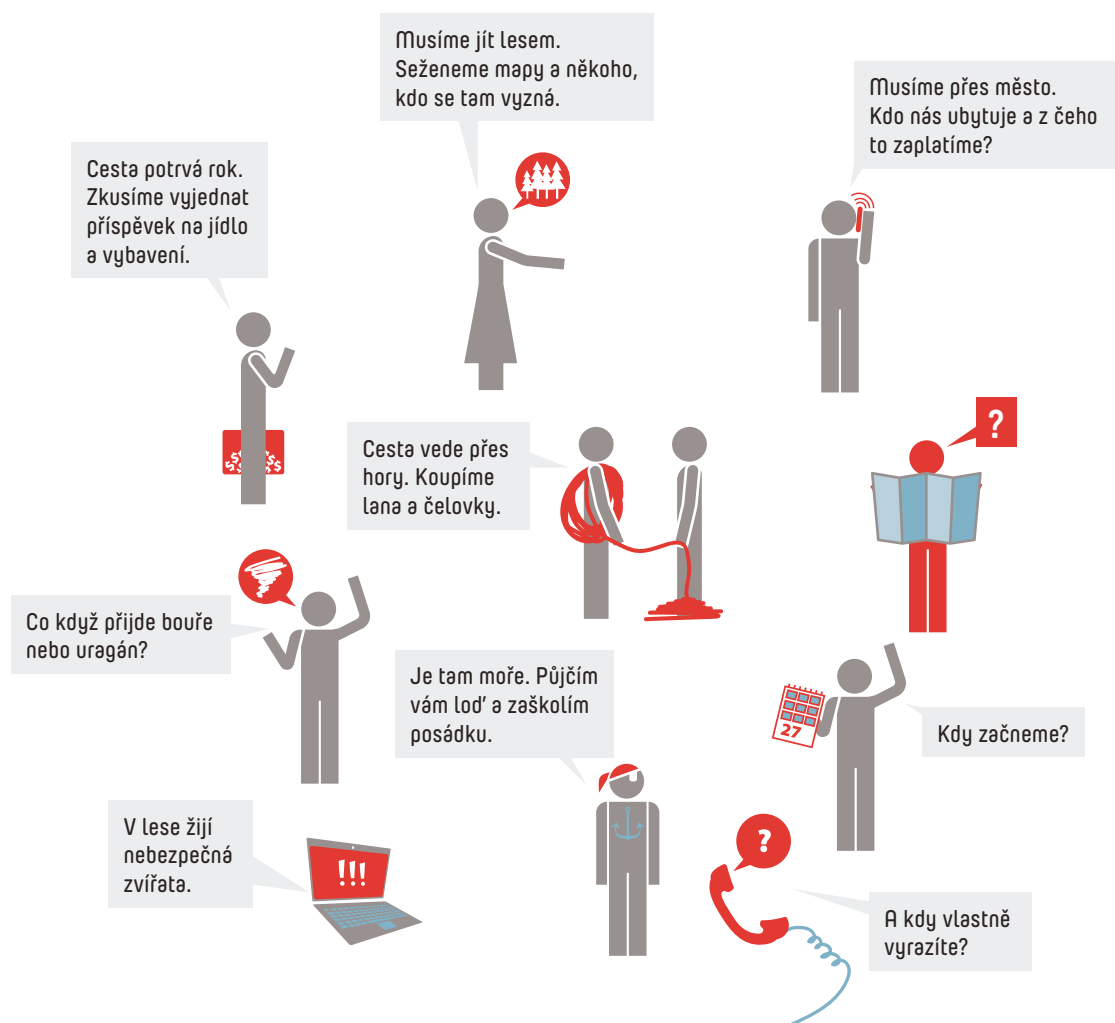 Musíme jít lesem.
Seženeme mapy a někoho,
kdo se tam vyzná.
Musíme přes město.
Kdo nás ubytuje a z čeho
to zaplatíme?
Cesta potrvá rok.
Zkusíme vyjednat
příspěvek na jídlo
a vybavení.
$$$$$$
Cesta vede přes
hory. Koupíme
lana a čelovky.
?
Co když přijde bouře
nebo uragán?
Je tam moře. Půjčím
vám loď a zaškolím
posádku.
27
Kdy začneme?
V lese žijí
nebezpečná
zvířata.
!!!
?
A kdy vlastně
vyrazíte?